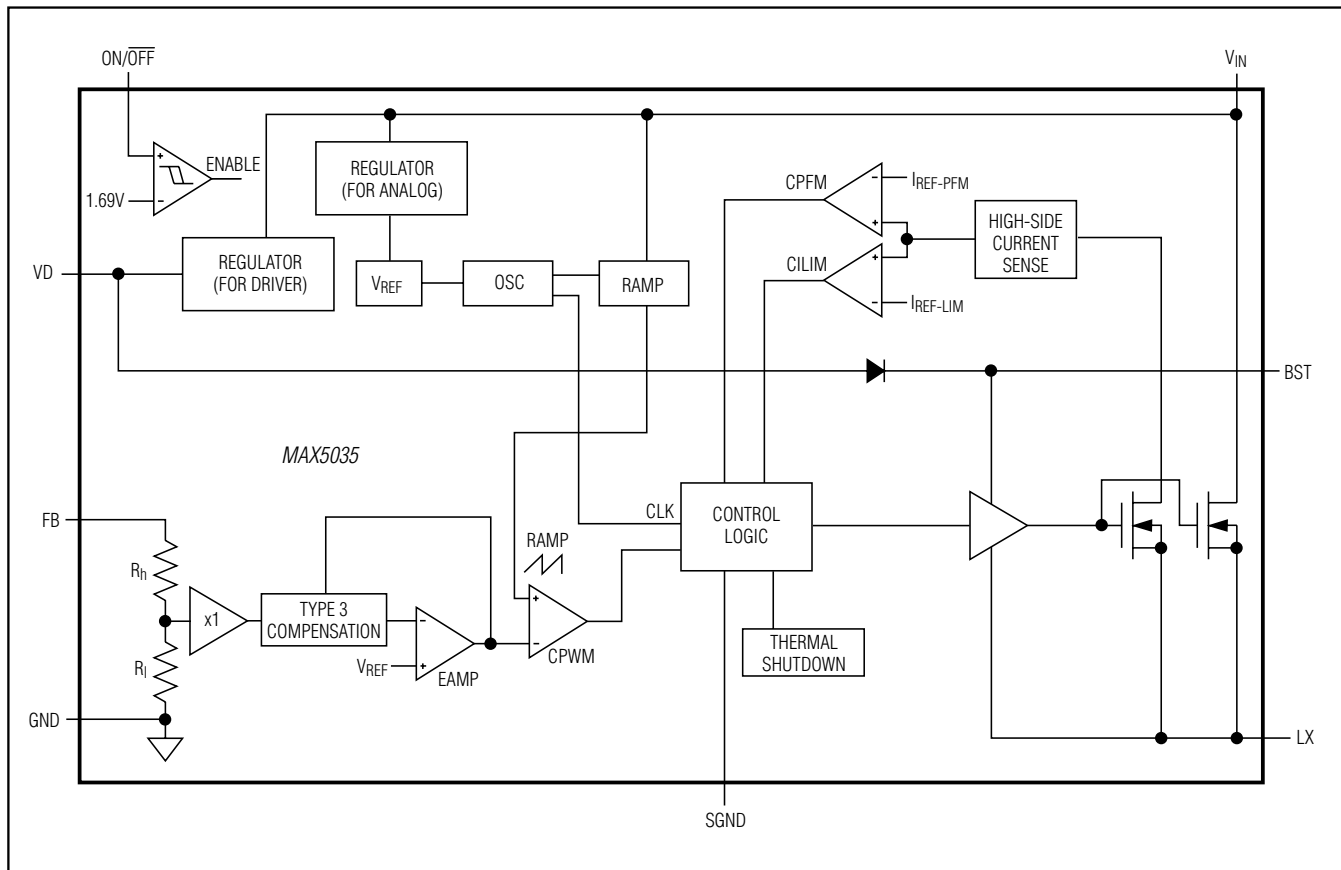 ON/OFF
VIN
ENABLE
1.69V
REGULATOR
(FOR ANALOG)
CPFM
IREF-PFM
HIGH-SIDE
CURRENT
SENSE
VD
REGULATOR
(FOR DRIVER)
VREF
OSC
RAMP
CILIM
IREF-LIM
BST
MAX5035
FB
Rh
x1
TYPE 3
COMPENSATION
VREF
EAMP
RAMP
CPWM
CLK
CONTROL
LOGIC
THERMAL
SHUTDOWN
Rl
GND
LX
SGND